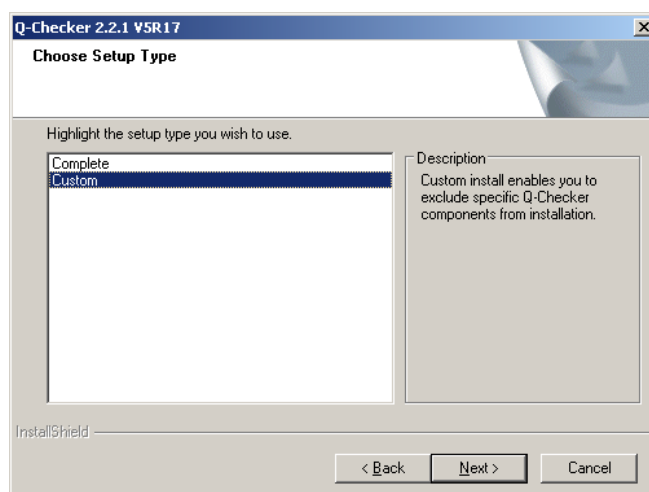 Q-Checker 2.2.1 V5R17
Choose Setup Type
Highlight the setup type you wish to use.
Complete
Custom
Description
Custom install enables you to
exclude specific Q-Checker
components from installation.
InstallShield
< Back
Next >
Cancel